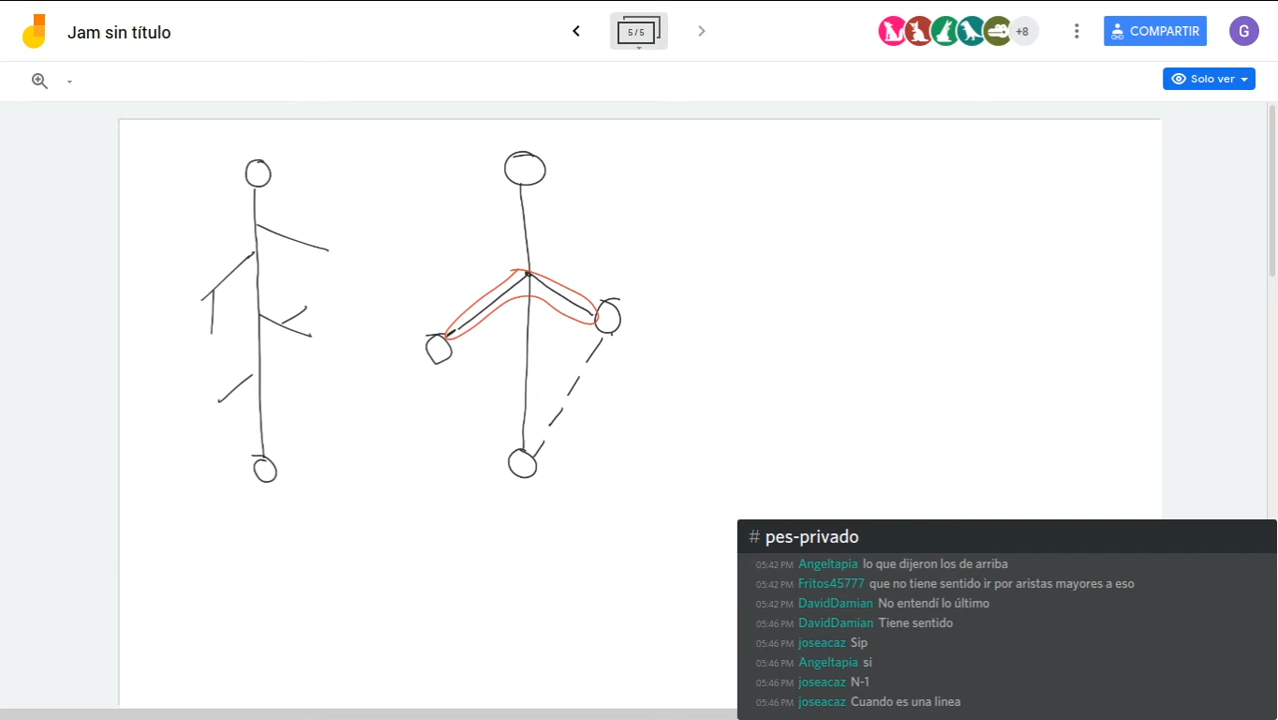 Jam sin título
5 / 5
+8
COMPARTIR
G
Solo ver
# pes-privado
05:42 PM Angeltapia lo que dijeron los de arriba
05:42 PM Fritos45777 que no tiene sentido ir por aristas mayores a eso
05:42 PM DavidDamian No entendí lo último
05:46 PM DavidDamian Tiene sentido
05:46 PM joseacaz Sip
05:46 PM Angeltapia si
05:46 PM joseacaz N-1
05:46 PM joseacaz Cuando es una linea